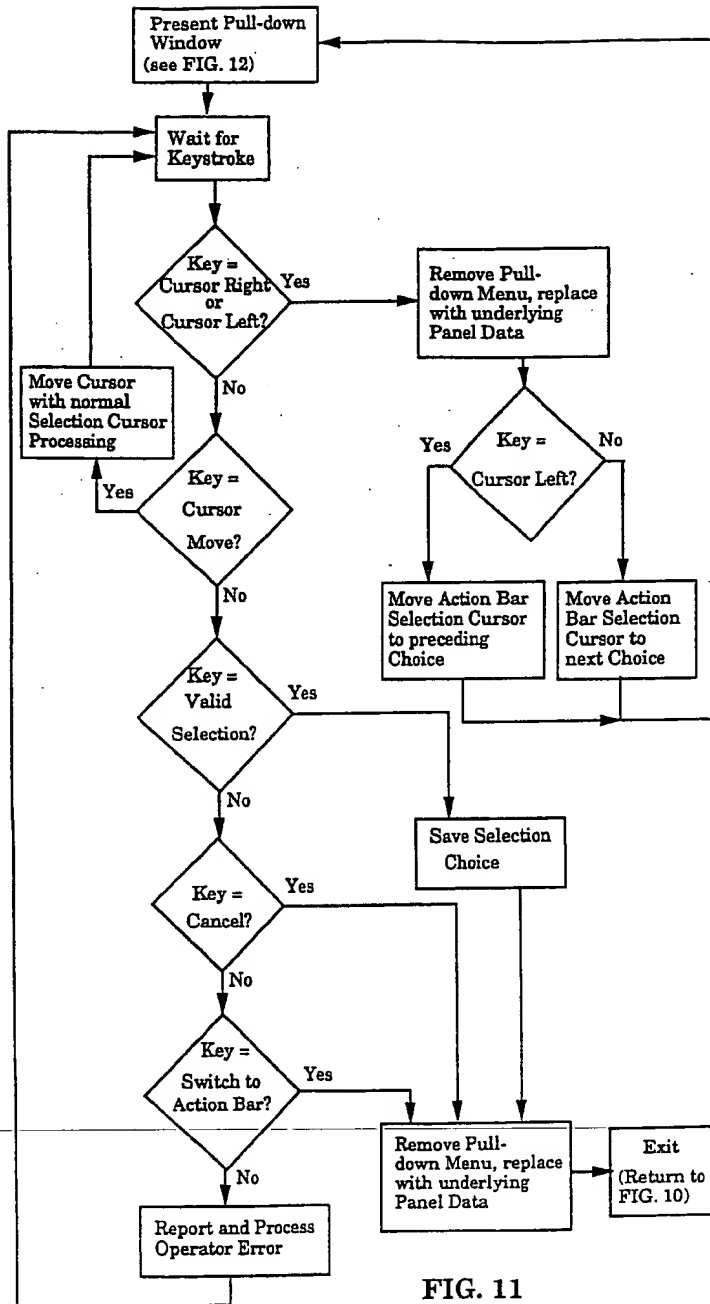 Present Pull-down
Window
(see FIG. 12)
Wait for
Keystroke
Key =
Cursor Right
or
Cursor Left?
Yes
No
Remove Pull-
down Menu, replace
with underlying
Panel Data
Move Cursor
with normal
Selection Cursor
Processing
Yes
Key =
Cursor
Move?
No
Yes
Key =
Cursor Left?
No
Move Action Bar
Selection Cursor
to preceding
Choice
Move Action
Bar Selection
Cursor to
next Choice
Key =
Valid
Selection?
Yes
No
Save Selection
Choice
Key =
Cancel?
Yes
No
Key =
Switch to
Action Bar?
Yes
No
Remove Pull-
down Menu, replace
with underlying
Panel Data
Exit
(Return to
FIG. 10)
Report and Process
Operator Error
FIG. 11